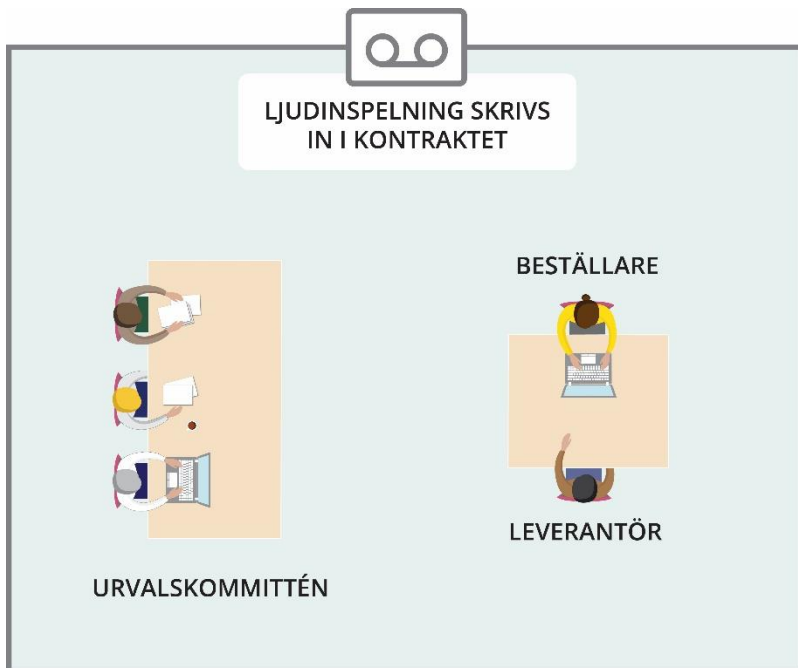 LJUDINSPELNING SKRIVS
IN I KONTRAKTET
BESTÄLLARE
LEVERANTÖR
URVALSKOMMITTÉN